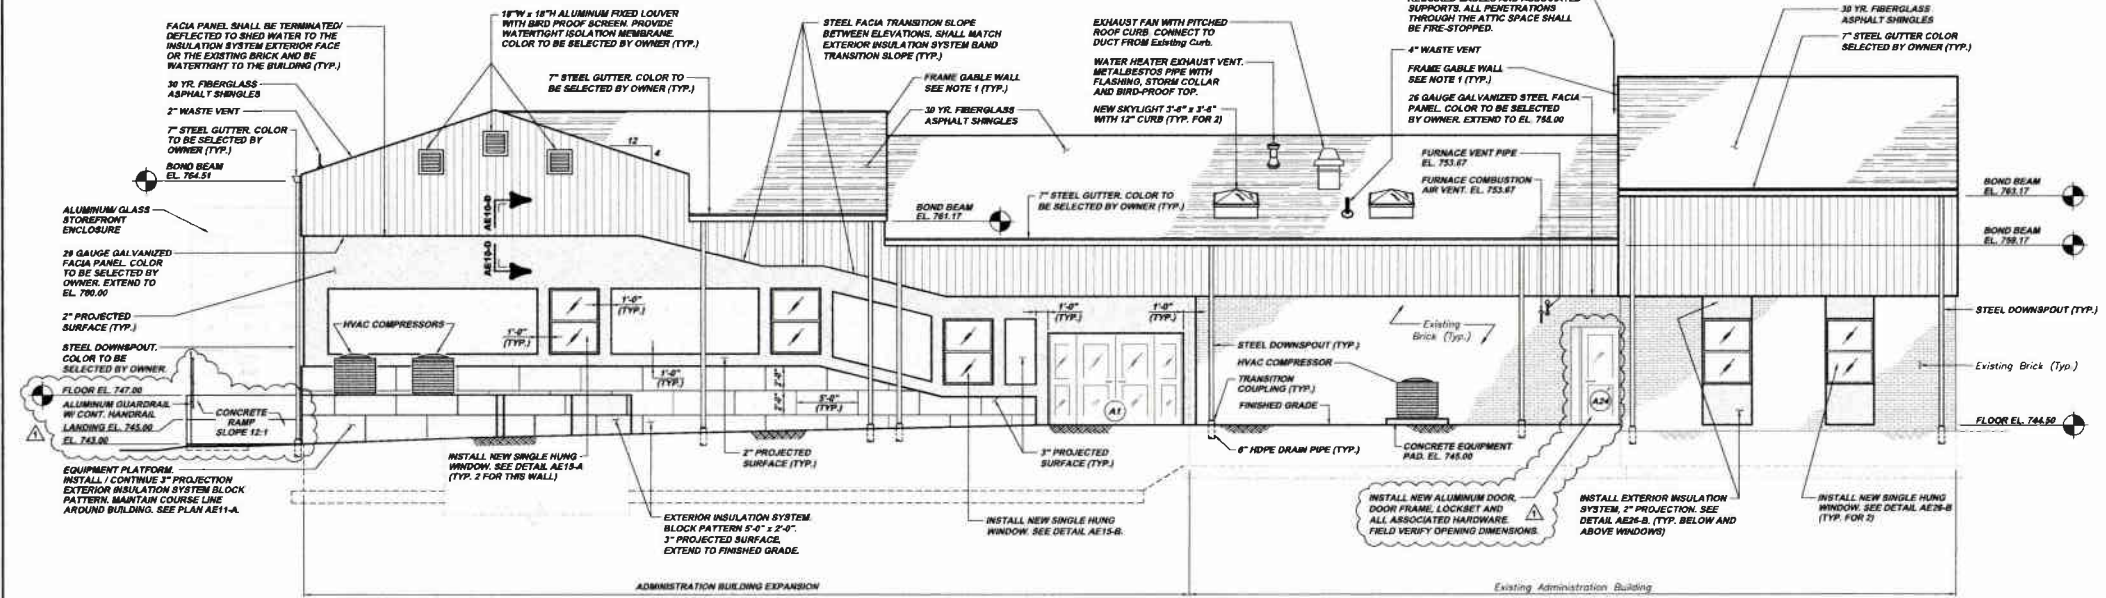 FACIA PANEL SHALL BE TERMINATED/
DEFLECTED TO SHED WATER TO THE
INSULATION SYSTEM EXTERIOR FACE
OR THE EXISTING BRICK AND BE
WATERTIGHT TO THE BUILDING (TYP.)
30 YR. FIBERGLASS
ASPHALT SHINGLES
2" WASTE VENT
7" STEEL GUTTER, COLOR
TO BE SELECTED BY
OWNER (TYP.)
BOND BEAM
EL. 764.51
ALUMINUM/ GLASS
STOREFRONT
ENCLOSURE
26 GAUGE GALVANIZED
FACIA PANEL. COLOR
TO BE SELECTED BY
OWNER. EXTEND TO
EL. 760.00
2" PROJECTED
SURFACE (TYP.)
STEEL DOWNSPOUT.
COLOR TO BE
SELECTED BY OWNER.
FLOOR EL. 747.00
ALUMINUM GUARDRAIL
W/ CONT. HANDRAIL
LANDING EL. 745.00
EL. 743.00
CONCRETE
RAMP
SLOPE 12:1
1
EQUIPMENT PLATFORM.
INSTALL / CONTINUE 3" PROJECTION
EXTERIOR INSULATION SYSTEM BLOCK
PATTERN. MAINTAIN COURSE LINE
AROUND BUILDING. SEE PLAN AE11-A.
18"W x 18"H ALUMINUM FIXED LOUVER
WITH BIRD PROOF SCREEN. PROVIDE
WATERTIGHT ISOLATION MEMBRANE.
COLOR TO BE SELECTED BY OWNER (TYP.)
7" STEEL GUTTER. COLOR TO
BE SELECTED BY OWNER (TYP.)
12
4
AE10-D
AE10-D
HVAC COMPRESSORS
1'-0"
(TYP.)
1'-0"
(TYP.)
1'-0"
(TYP.)
2'-0"
2'-0"
5'-0"
(TYP.)
INSTALL NEW SINGLE HUNG
WINDOW. SEE DETAIL AE15-A
(TYP. 2 FOR THIS WALL)
2" PROJECTED
SURFACE (TYP.)
EXTERIOR INSULATION SYSTEM.
BLOCK PATTERN 5'-0" x 2'-0".
3" PROJECTED SURFACE,
EXTEND TO FINISHED GRADE.
STEEL FACIA TRANSITION SLOPE
BETWEEN ELEVATIONS, SHALL MATCH
EXTERIOR INSULATION SYSTEM BAND
TRANSITION SLOPE (TYP.)
FRAME GABLE WALL
SEE NOTE 1 (TYP.)
30 YR. FIBERGLASS
ASPHALT SHINGLES
BOND BEAM
EL. 761.17
7" STEEL GUTTER. COLOR TO
BE SELECTED BY OWNER (TYP.)
EXHAUST FAN WITH PITCHED
ROOF CURB. CONNECT TO
DUCT FROM Existing Curb.
WATER HEATER EXHAUST VENT.
METALBESTOS PIPE WITH
FLASHING, STORM COLLAR
AND BIRD-PROOF TOP.
NEW SKYLIGHT 3'-6" x 3'-6"
WITH 12" CURB (TYP. FOR 2)
SUPPORTS. ALL PENETRATIONS
THROUGH THE ATTIC SPACE SHALL
BE FIRE-STOPPED.
4" WASTE VENT
FRAME GABLE WALL
SEE NOTE 1 (TYP.)
26 GAUGE GALVANIZED STEEL FACIA
PANEL. COLOR TO BE SELECTED
BY OWNER. EXTEND TO EL. 758.00
FURNACE VENT PIPE
EL. 753.67
FURNACE COMBUSTION
AIR VENT. EL. 753.67
1'-0"
(TYP.)
1'-0"
(TYP.)
A1
3" PROJECTED
SURFACE (TYP.)
INSTALL NEW SINGLE HUNG
WINDOW. SEE DETAIL AE15-B.
Existing
Brick (Typ.)
STEEL DOWNSPOUT (TYP.)
HVAC COMPRESSOR
TRANSITION
COUPLING (TYP.)
FINISHED GRADE
6" HDPE DRAIN PIPE (TYP.)
CONCRETE EQUIPMENT
PAD. EL. 745.00
A24
INSTALL NEW ALUMINUM DOOR,
DOOR FRAME, LOCKSET AND
ALL ASSOCIATED HARDWARE.
FIELD VERIFY OPENING DIMENSIONS.
1
INSTALL EXTERIOR INSULATION
SYSTEM, 2" PROJECTION. SEE
DETAIL AE26-B. (TYP. BELOW AND
ABOVE WINDOWS)
INSTALL NEW SINGLE HUNG
WINDOW. SEE DETAIL AE26-B
(TYP. FOR 2)
30 YR. FIBERGLASS
ASPHALT SHINGLES
7" STEEL GUTTER COLOR
SELECTED BY OWNER (TYP.)
BOND BEAM
EL. 763.17
BOND BEAM
EL. 759.17
STEEL DOWNSPOUT (TYP.)
Existing Brick (Typ.)
FLOOR EL. 744.50
ADMINISTRATION BUILDING EXPANSION
Existing Administration Building